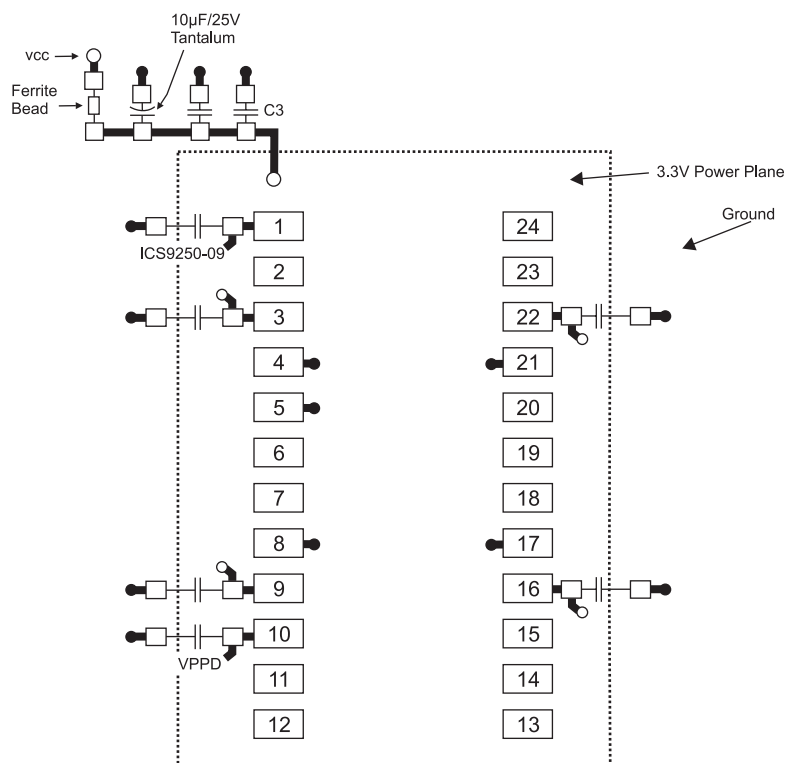 10µF/25V
Tantalum
vcc
Ferrite
Bead
C3
3.3V Power Plane
Ground
1
24
ICS9250-09
2
23
3
22
4
21
5
20
6
19
7
18
8
17
9
16
10
15
VPPD
11
14
12
13